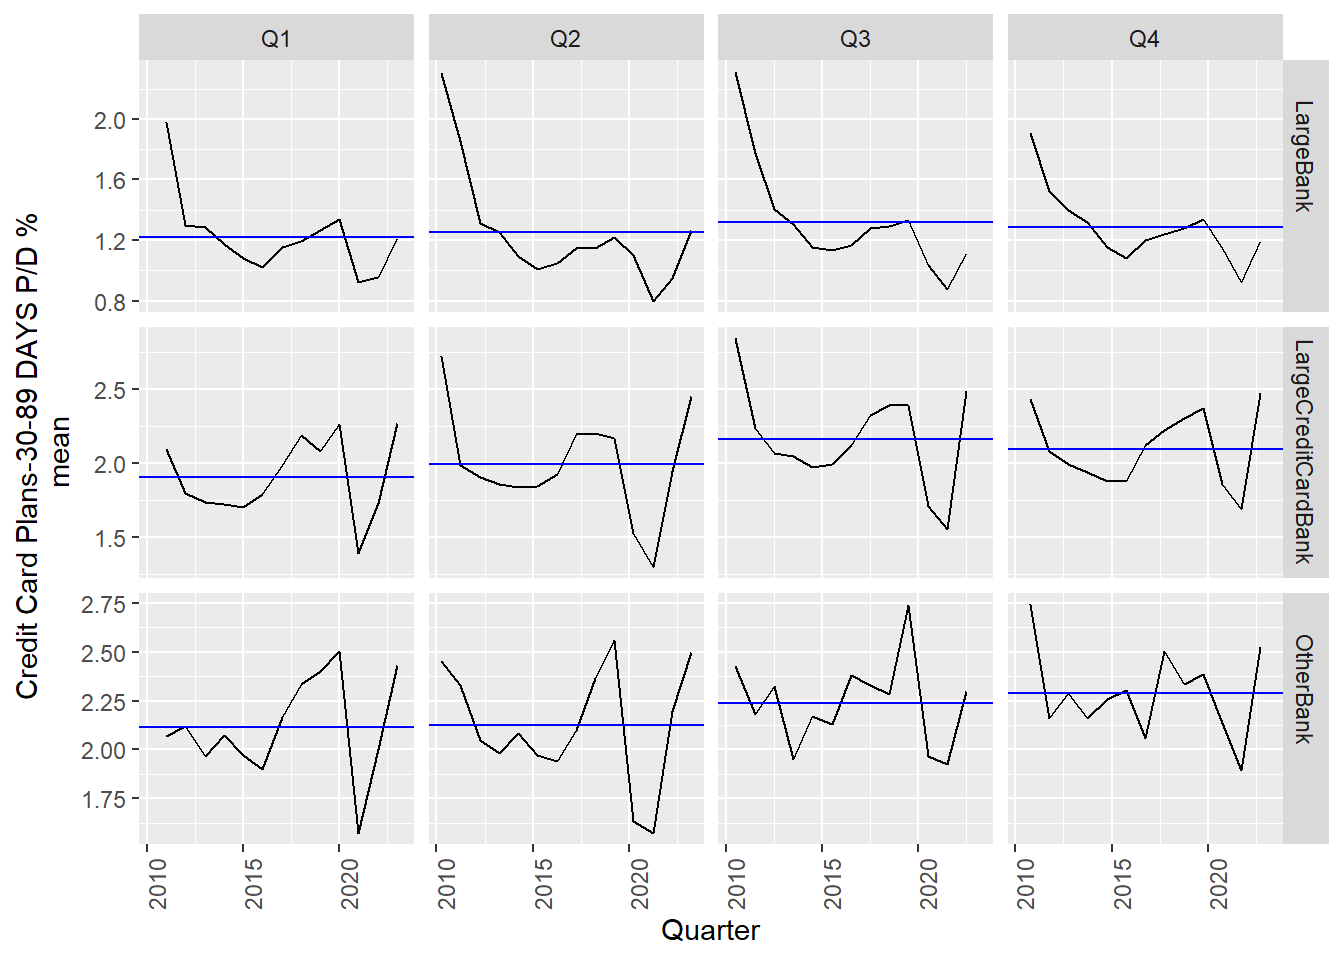 Q1 Q2 Q3 Q4
Credit Card Plans-30-89 DAYS P/D %
mean
2.0
1.6
1.2
0.8
LargeBank
2.5
2.0
1.5
LargeCreditCardBank
2.75
2.50
2.25
2.00
1.75
OtherBank
2010 2015 2020 2010 2015 2020 2010 2015 2020 2010 2015 2020
Quarter